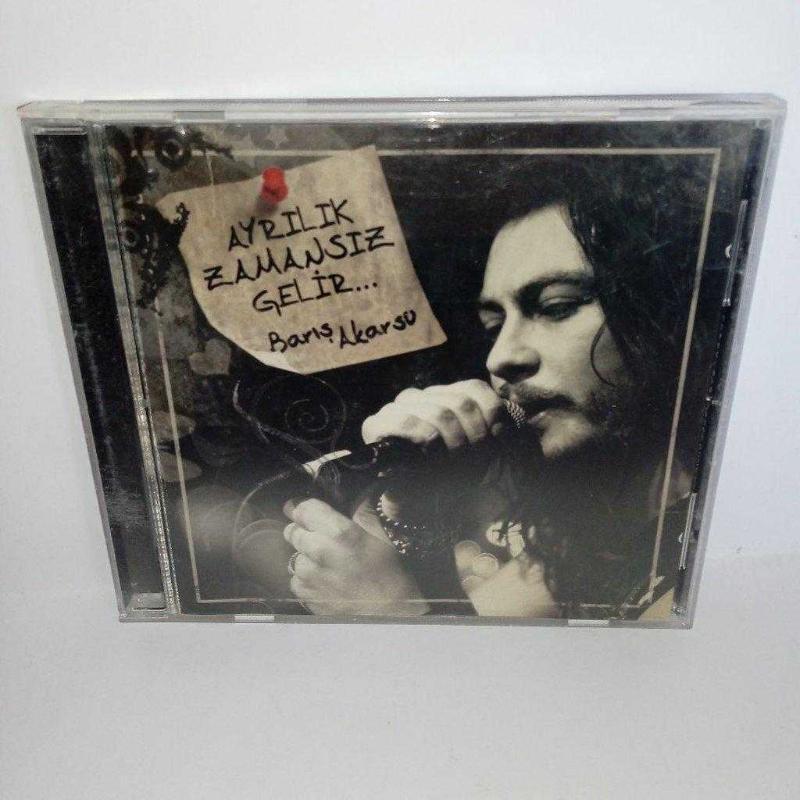 AYRILIK
ZAMANSIZ
GELİR...
Barış Akarsu